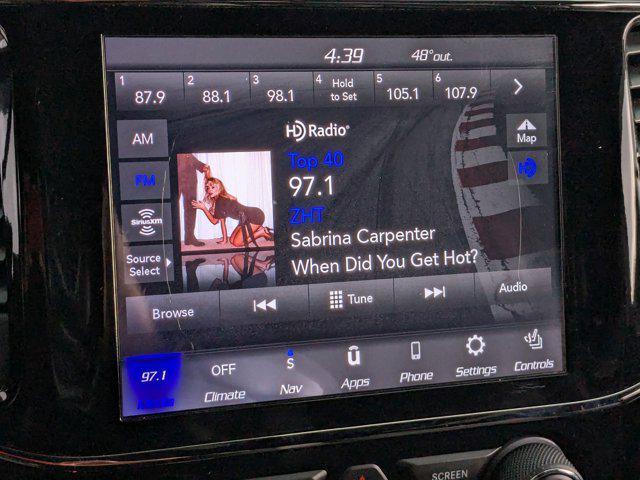 4:39 48° out.
1 87.9 2 88.1 3 98.1 4 Hold to Set 5 105.1 6 107.9
AM
HD Radio®
Map
FM
Top 40
HD
97.1
SiriusXM
ZHT
Sabrina Carpenter
Source Select
When Did You Get Hot?
Browse Tune Audio
97.1 OFF S
Climate Nav Apps Phone Settings Controls
SCREEN